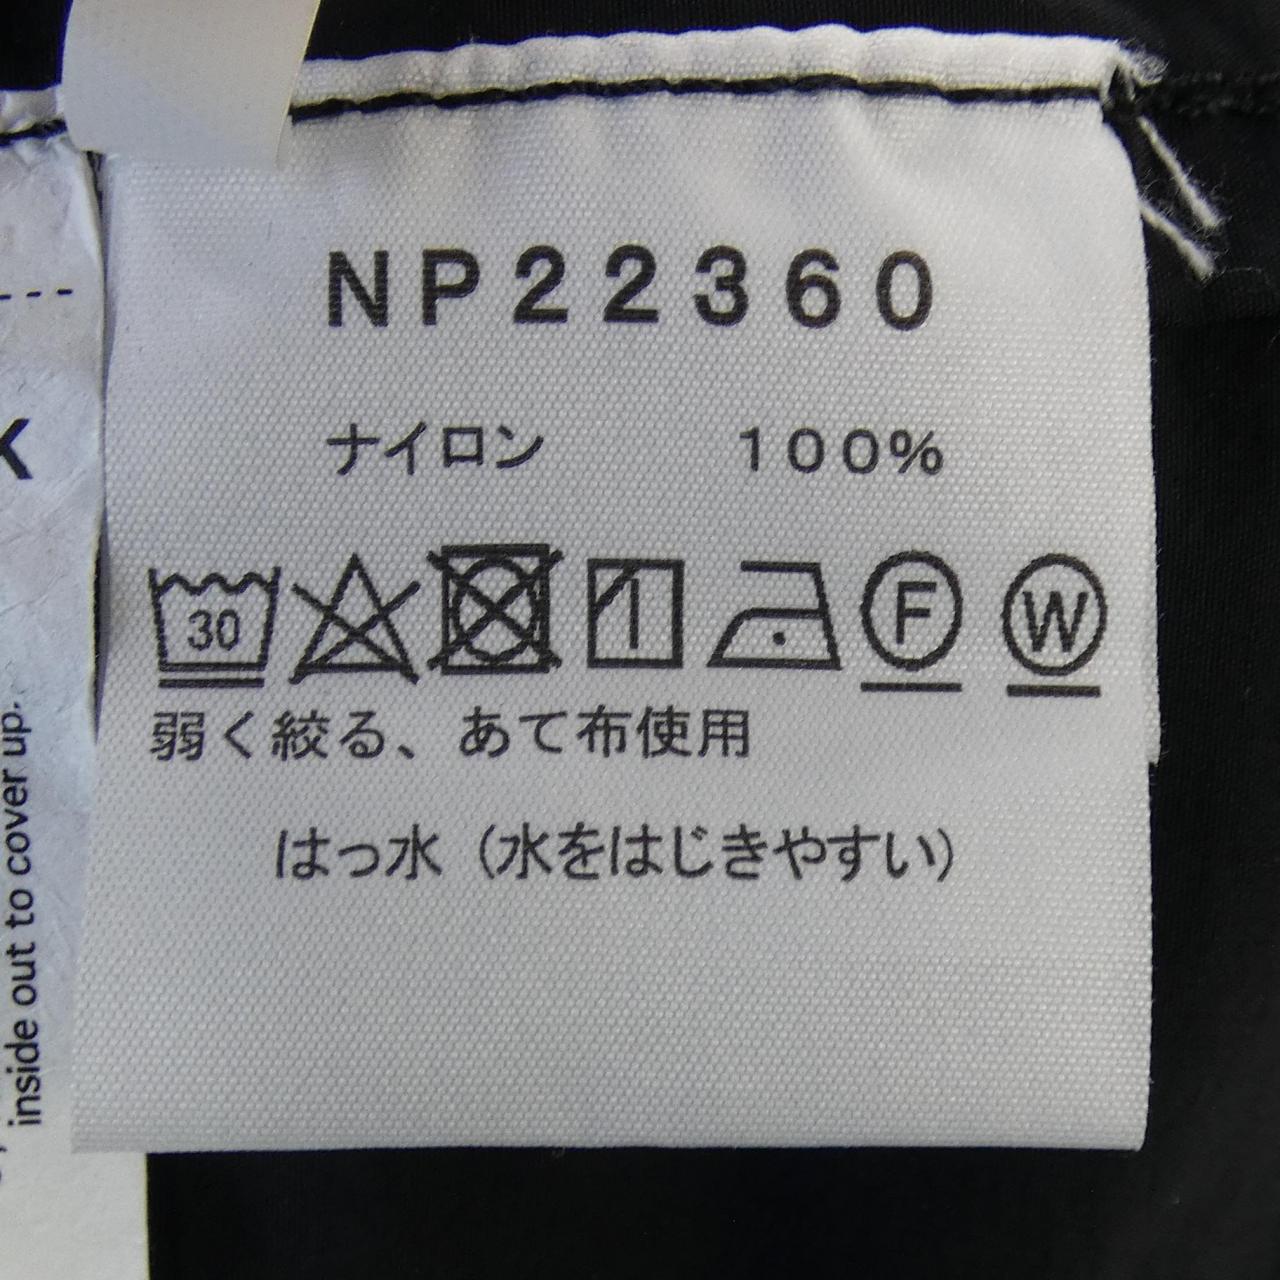 NP22360
ナイロン 100%
30
F
W
弱く絞る、あて布使用
はっ水（水をはじきやすい）
K
inside out to cover up.